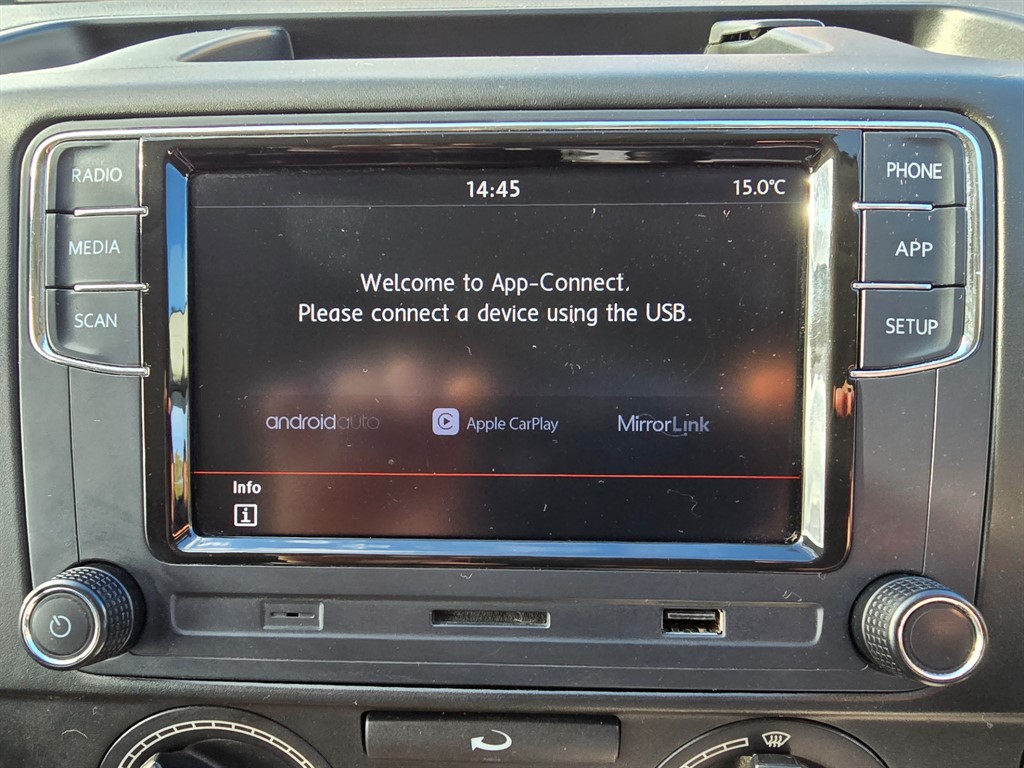 RADIO
MEDIA
SCAN
14:45
15.0°C
Welcome to App-Connect.
Please connect a device using the USB.
androidauto
Apple CarPlay
MirrorLink
Info
i
PHONE
APP
SETUP